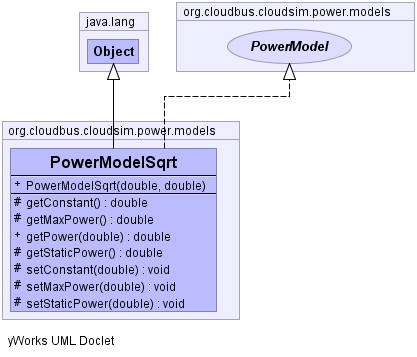 java.lang
Object
org.cloudbus.cloudsim.power.models
PowerModel
org.cloudbus.cloudsim.power.models
PowerModelSqrt
+ PowerModelSqrt(double, double)
# getConstant() : double
# getMaxPower() : double
+ getPower(double) : double
# getStaticPower() : double
# setConstant(double) : void
# setMaxPower(double) : void
# setStaticPower(double) : void
yWorks UML Doclet